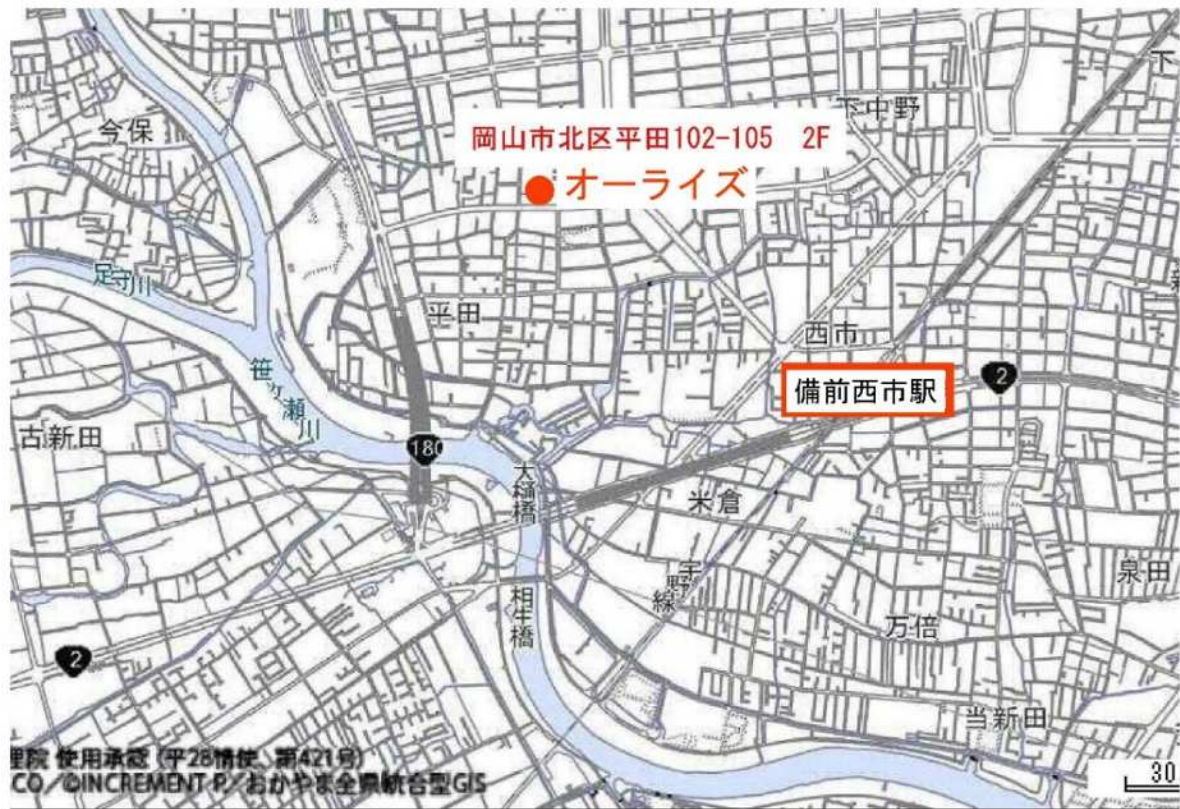 下中野
今保
岡山市北区平田102-105 2F
オーライズ
足守川
平田
西市
笹ヶ瀬川
備前西市駅
2
古新田
180
大樋橋
米倉
宇野線
泉田
相生橋
万倍
2
当新田
理院 使用承認 (平28情使、第421号)
CO/©INCREMENT P/おかやま全県統合型GIS
30